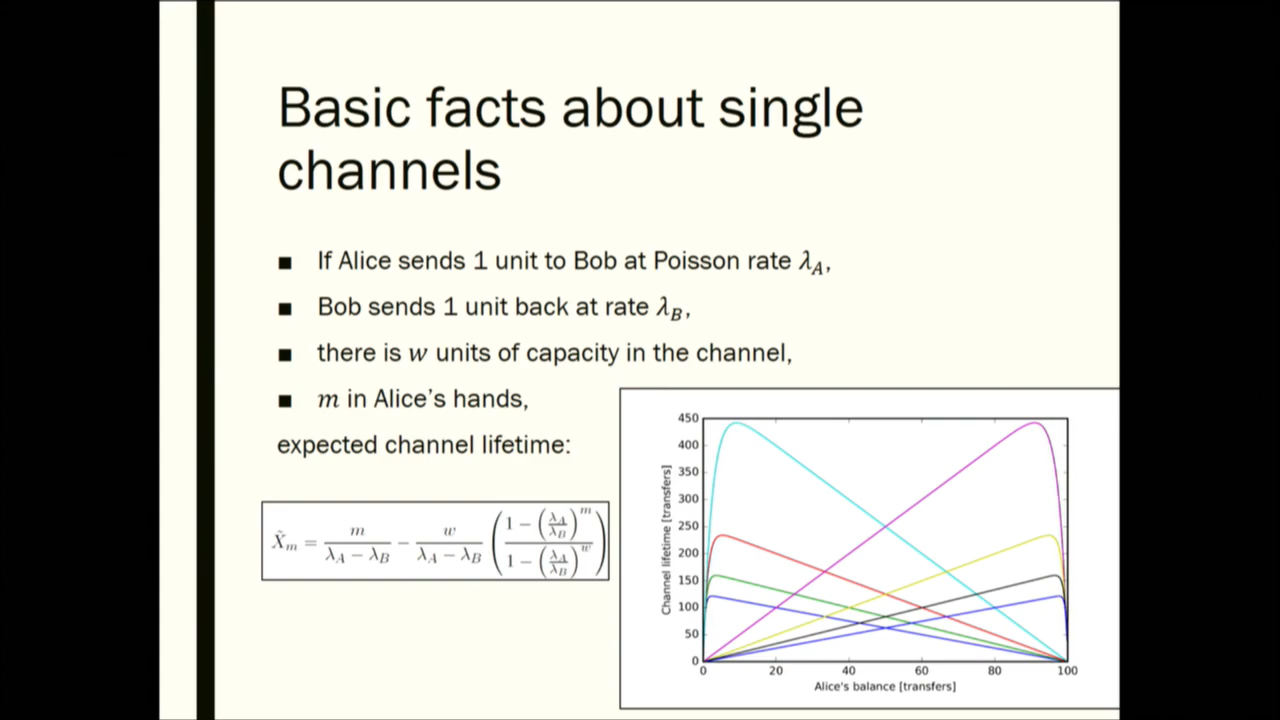 Basic facts about single
channels
■ If Alice sends 1 unit to Bob at Poisson rate λ_A,
■ Bob sends 1 unit back at rate λ_B,
■ there is w units of capacity in the channel,
■ m in Alice's hands,
expected channel lifetime:
X̃_m = m/(λ_A − λ_B) − w/(λ_A − λ_B) ((1 − (λ_A/λ_B)^m)/(1 − (λ_A/λ_B)^w))
Channel lifetime [transfers]
450
400
350
300
250
200
150
100
50
0
0 20 40 60 80 100
Alice's balance [transfers]